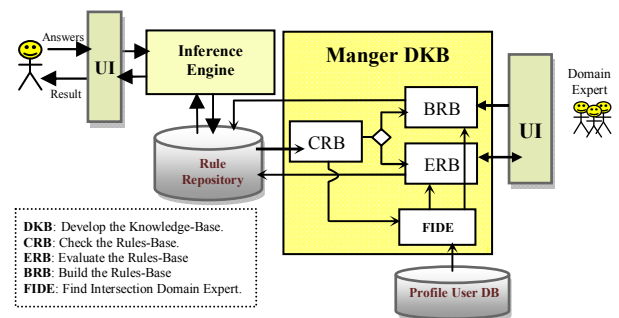 Answers
Result
UI
Inference
Engine
Rule
Repository
Manger DKB
CRB
BRB
ERB
FIDE
UI
Domain
Expert
Profile User DB
DKB: Develop the Knowledge-Base.
CRB: Check the Rules-Base.
ERB: Evaluate the Rules-Base
BRB: Build the Rules-Base
FIDE: Find Intersection Domain Expert.